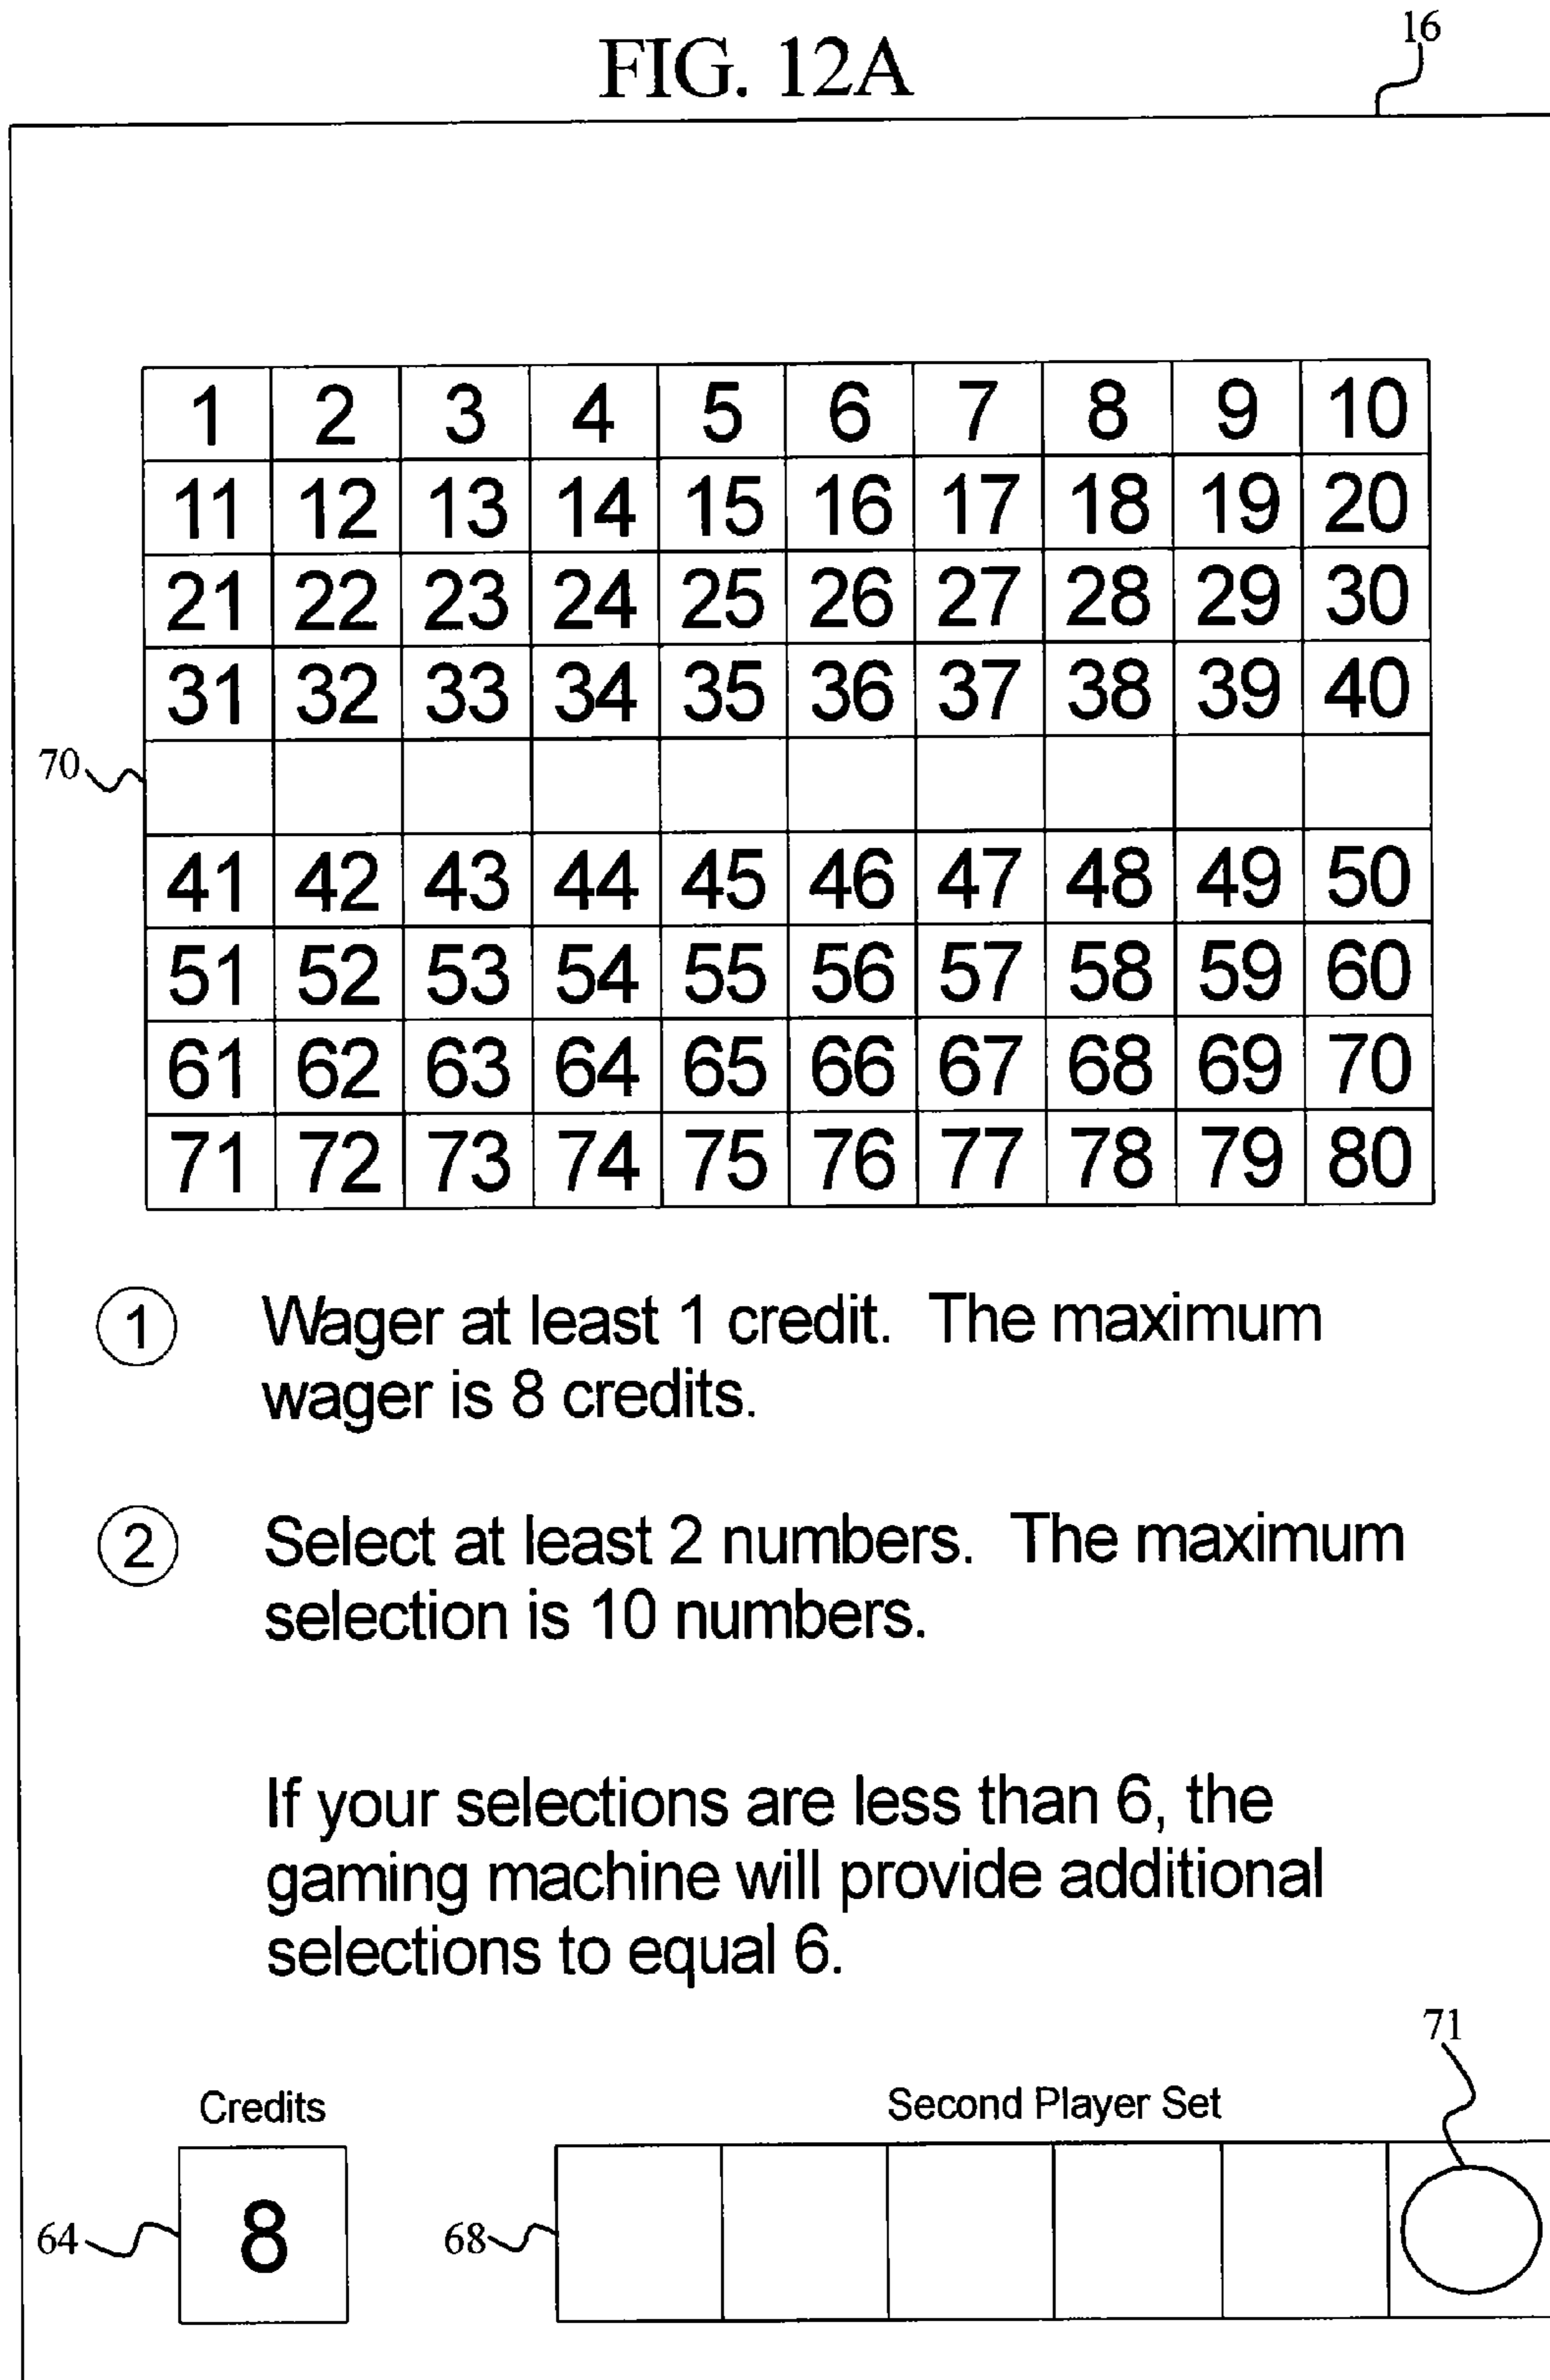 FIG. 12A
16
1 2 3 4 5 6 7 8 9 10
11 12 13 14 15 16 17 18 19 20
21 22 23 24 25 26 27 28 29 30
31 32 33 34 35 36 37 38 39 40
70
41 42 43 44 45 46 47 48 49 50
51 52 53 54 55 56 57 58 59 60
61 62 63 64 65 66 67 68 69 70
71 72 73 74 75 76 77 78 79 80
1 Wager at least 1 credit. The maximum
wager is 8 credits.
2 Select at least 2 numbers. The maximum
selection is 10 numbers.
If your selections are less than 6, the
gaming machine will provide additional
selections to equal 6.
71
Credits Second Player Set
64 8 68